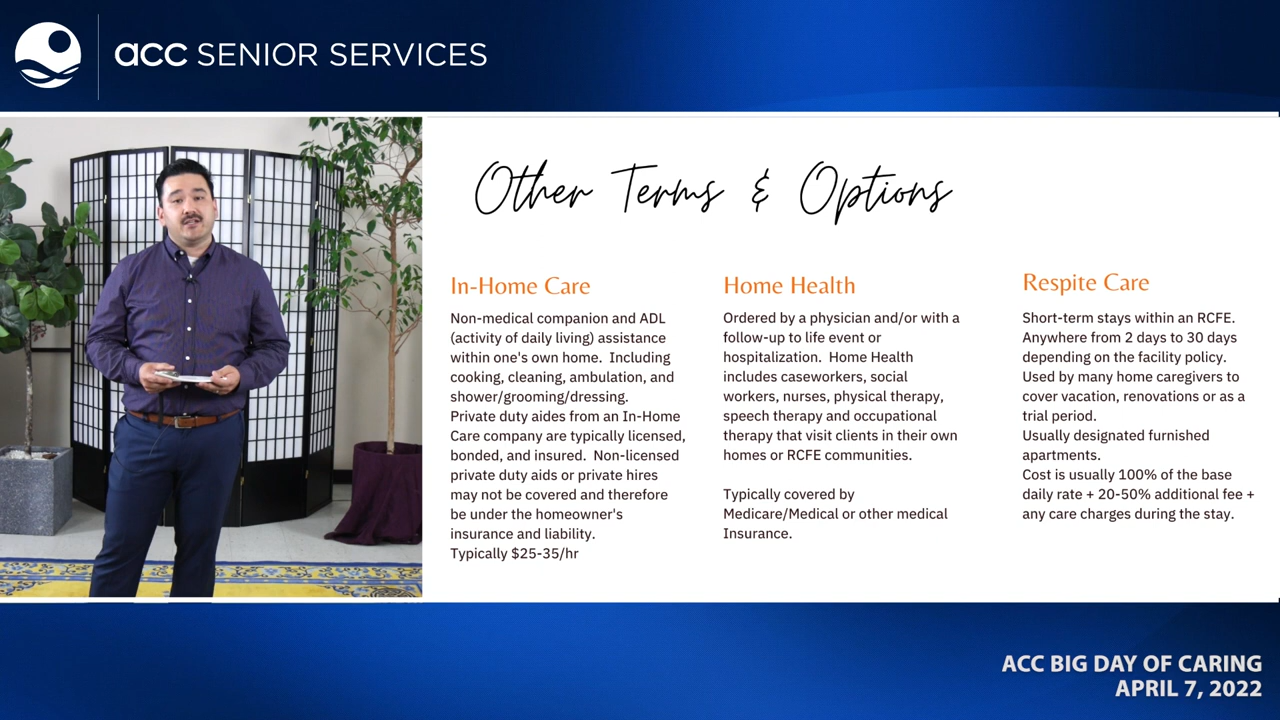 acc SENIOR SERVICES
Other Terms & Options
In-Home Care
Non-medical companion and ADL
(activity of daily living) assistance
within one's own home. Including
cooking, cleaning, ambulation, and
shower/grooming/dressing.
Private duty aides from an In-Home
Care company are typically licensed,
bonded, and insured. Non-licensed
private duty aids or private hires
may not be covered and therefore
be under the homeowner's
insurance and liability.
Typically $25-35/hr
Home Health
Ordered by a physician and/or with a
follow-up to life event or
hospitalization. Home Health
includes caseworkers, social
workers, nurses, physical therapy,
speech therapy and occupational
therapy that visit clients in their own
homes or RCFE communities.
Typically covered by
Medicare/Medical or other medical
Insurance.
Respite Care
Short-term stays within an RCFE.
Anywhere from 2 days to 30 days
depending on the facility policy.
Used by many home caregivers to
cover vacation, renovations or as a
trial period.
Usually designated furnished
apartments.
Cost is usually 100% of the base
daily rate + 20-50% additional fee +
any care charges during the stay.
ACC BIG DAY OF CARING
APRIL 7, 2022